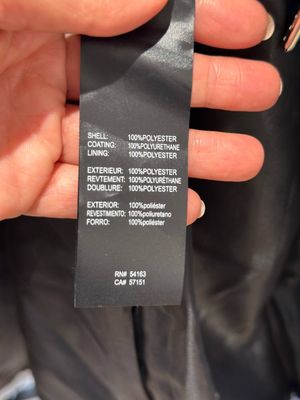 SHELL: 100%POLYESTER
COATING: 100%POLYURETHANE
LINING: 100%POLYESTER
EXTERIEUR: 100%POLYESTER
REVTEMENT: 100%POLYURÉTHANE
DOUBLURE: 100%POLYESTER
EXTERIOR: 100%poliéster
REVESTIMIENTO: 100%poliuretano
FORRO: 100%poliéster
RN# 54163
CA# 57151